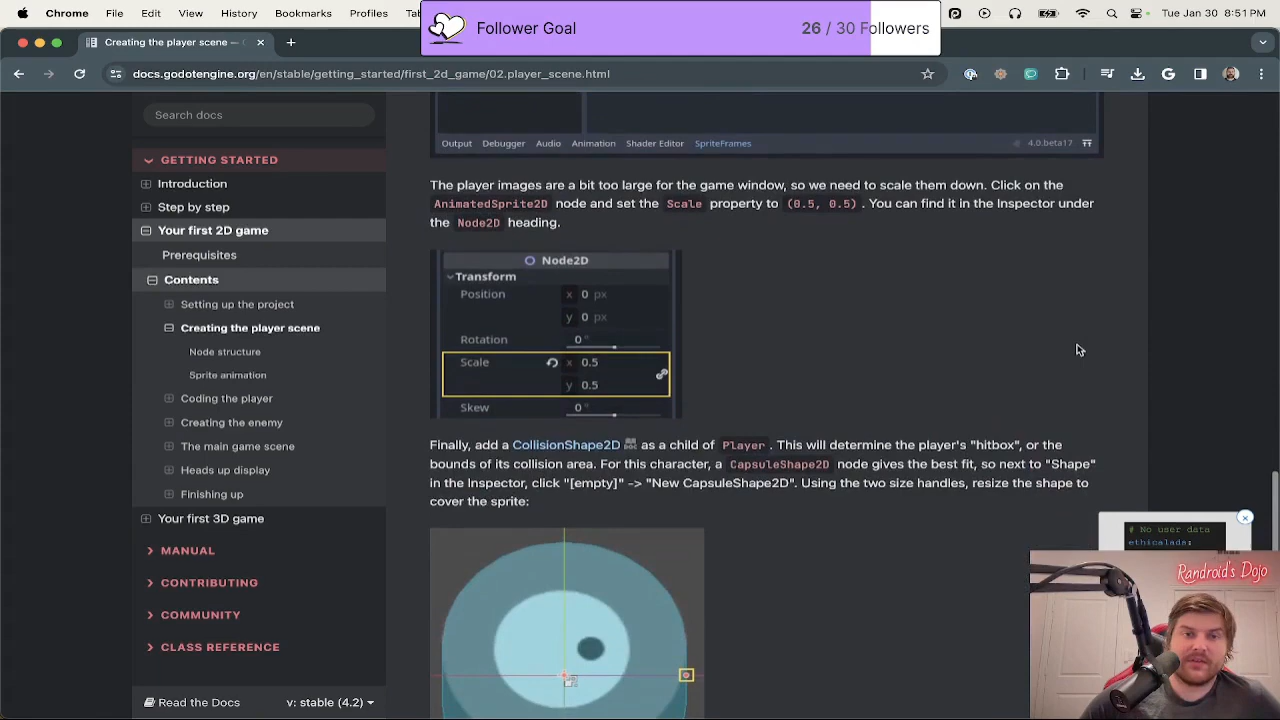 Chrome File Edit View History Bookmarks Profiles
Tue Jan 30 8:51 PM
Follower Goal
26 / 30 Followers
Creating the player scene —
docs.godotengine.org/en/stable/getting_started/first_2d_game/02.player_scene.html
Search docs
GETTING STARTED
Introduction
Step by step
Your first 2D game
Prerequisites
Contents
Setting up the project
Creating the player scene
Node structure
Sprite animation
Coding the player
Creating the enemy
The main game scene
Heads up display
Finishing up
Your first 3D game
MANUAL
CONTRIBUTING
COMMUNITY
CLASS REFERENCE
Read the Docs
v: stable (4.2)
Output Debugger Audio Animation Shader Editor SpriteFrames 4.0.beta17
The player images are a bit too large for the game window, so we need to scale them down. Click on the
AnimatedSprite2D node and set the Scale property to (0.5, 0.5). You can find it in the Inspector under
the Node2D heading.
Node2D
Transform
Position x 0 px
y 0 px
Rotation 0 °
Scale x 0.5
y 0.5
Skew 0 °
Finally, add a CollisionShape2D as a child of Player. This will determine the player's "hitbox", or the
bounds of its collision area. For this character, a CapsuleShape2D node gives the best fit, so next to "Shape"
in the Inspector, click "[empty]" -> "New CapsuleShape2D". Using the two size handles, resize the shape to
cover the sprite:
# No user data
ethicalads:
Randroid's Dojo